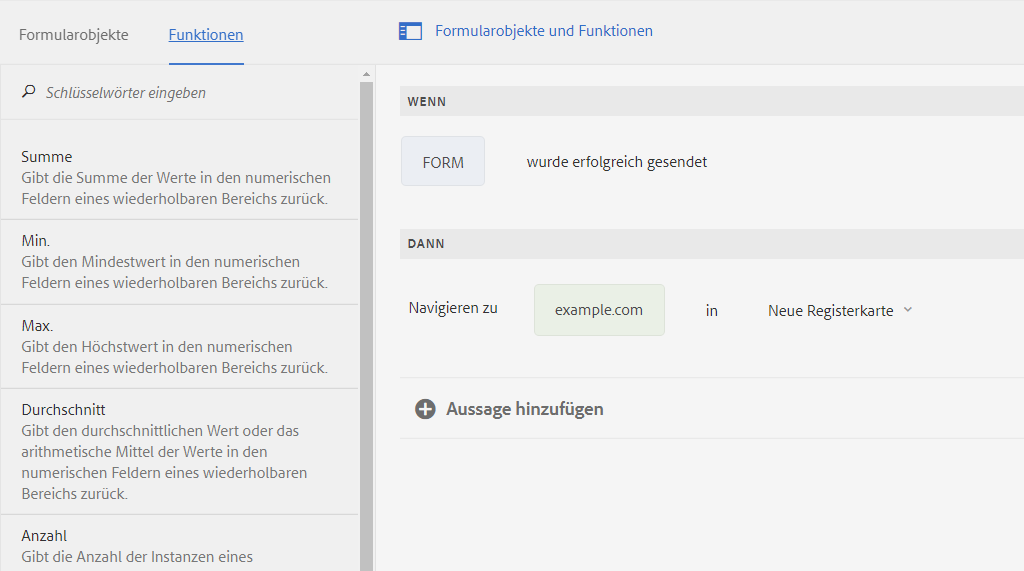 Formularobjekte
Funktionen
Formularobjekte und Funktionen
Schlüsselwörter eingeben
Summe
Gibt die Summe der Werte in den numerischen
Feldern eines wiederholbaren Bereichs zurück.
Min.
Gibt den Mindestwert in den numerischen
Feldern eines wiederholbaren Bereichs zurück.
Max.
Gibt den Höchstwert in den numerischen
Feldern eines wiederholbaren Bereichs zurück.
Durchschnitt
Gibt den durchschnittlichen Wert oder das
arithmetische Mittel der Werte in den
numerischen Feldern eines wiederholbaren
Bereichs zurück.
Anzahl
Gibt die Anzahl der Instanzen eines
WENN
FORM wurde erfolgreich gesendet
DANN
Navigieren zu example.com in Neue Registerkarte
Aussage hinzufügen